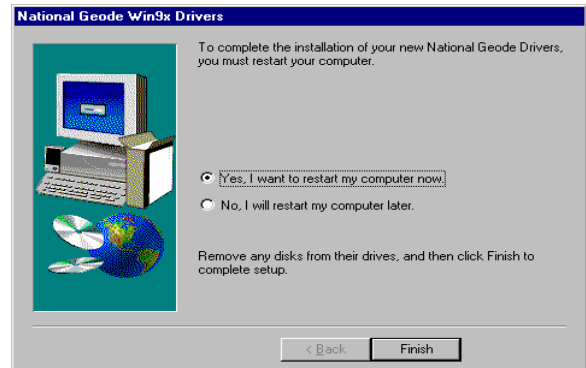 National Geode Win9x Drivers
To complete the installation of your new National Geode Drivers,
you must restart your computer.
Yes, I want to restart my computer now.
No, I will restart my computer later.
Remove any disks from their drives, and then click Finish to
complete setup.
< Back
Finish